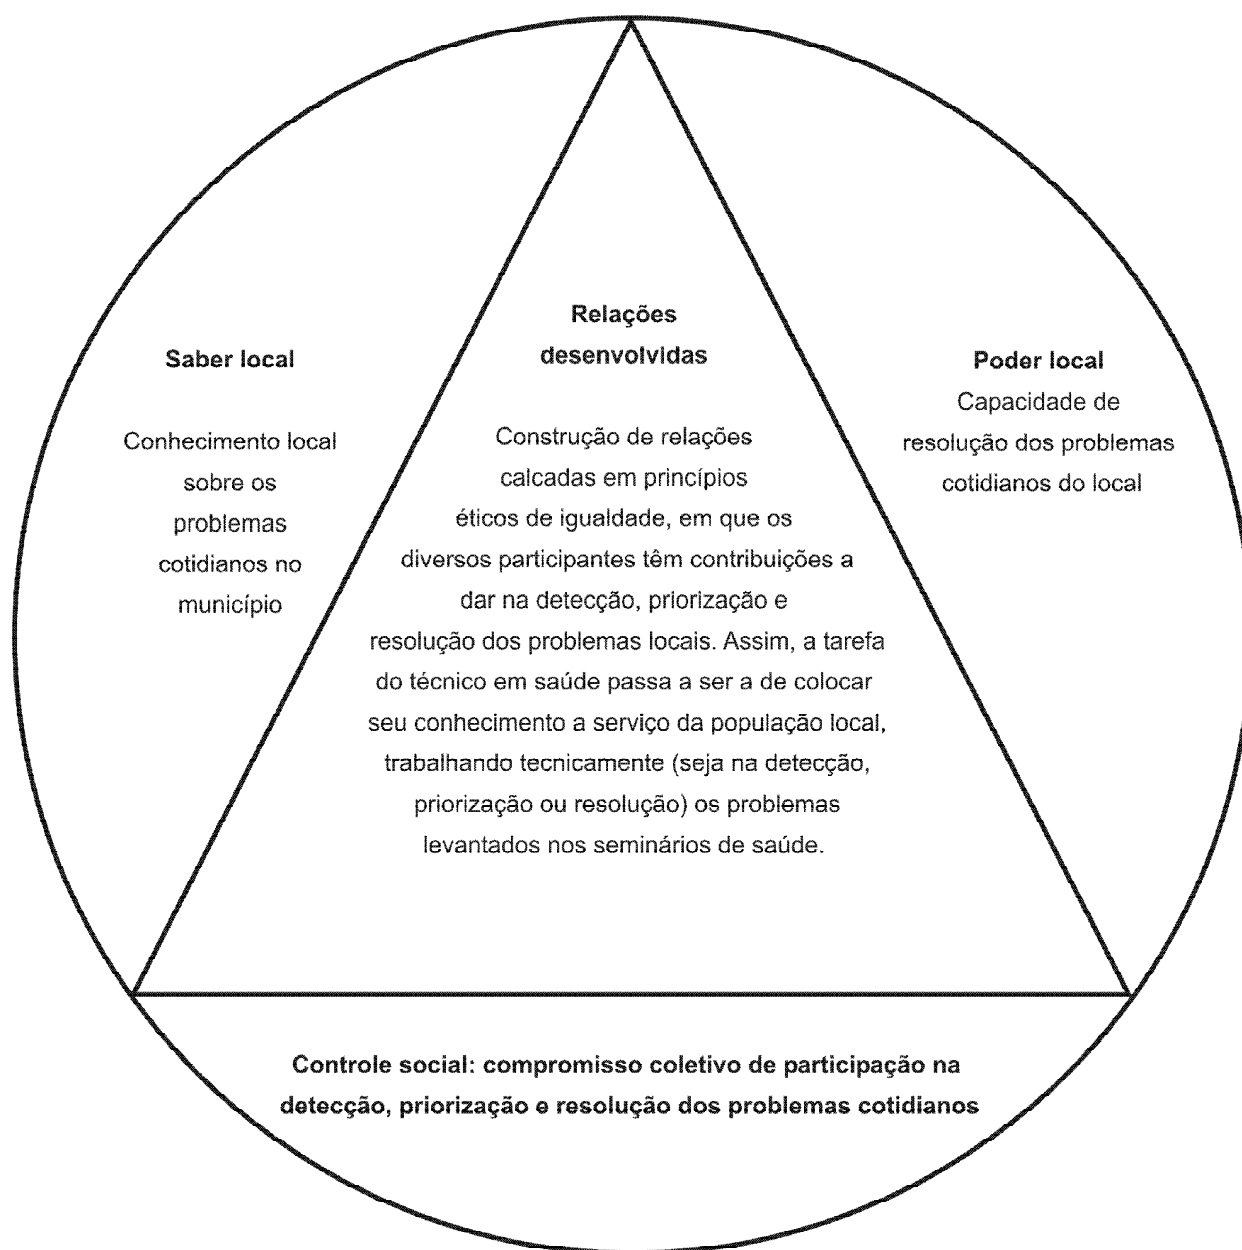 Saber local
Conhecimento local
sobre os
problemas
cotidianos no
município
Relações
desenvolvidas
Construção de relações
calcadas em princípios
éticos de igualdade, em que os
diversos participantes têm contribuições a
dar na detecção, priorização e
resolução dos problemas locais. Assim, a tarefa
do técnico em saúde passa a ser a de colocar
seu conhecimento a serviço da população local,
trabalhando tecnicamente (seja na detecção,
priorização ou resolução) os problemas
levantados nos seminários de saúde.
Poder local
Capacidade de
resolução dos problemas
cotidianos do local
Controle social: compromisso coletivo de participação na
detecção, priorização e resolução dos problemas cotidianos